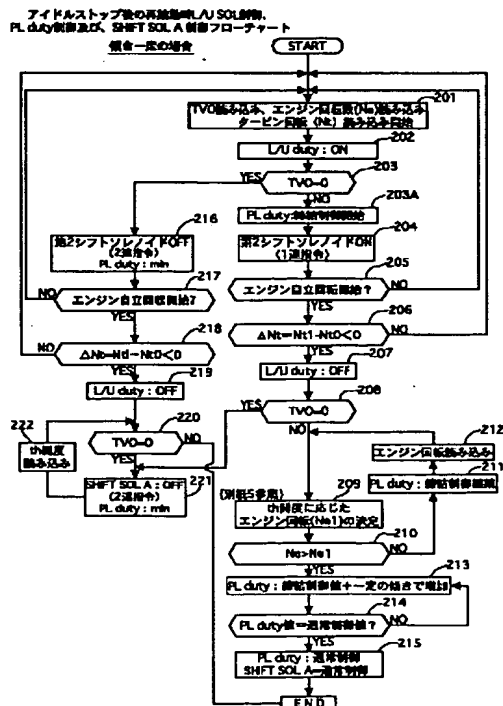 アイドルストップ後の再始動時L/U SOL制御、
PL duty制御及び、SHIFT SOL A 制御フローチャート
傾き一定の場合
START
201
TVO読み込み、エンジン回転数(Ne)読み込み
タービン回転 (Nt) 読み込み開始
202
L/U duty : ON
203
YES
TVO=0
NO
203A
PL duty:締結制御開始
216
204
第2シフトソレノイドOFF
(2速指令)
PL duty : min
第2シフトソレノイドON
(1速指令)
217
205
NO
エンジン自立回転開始?
エンジン自立回転開始?
NO
YES
YES
218
206
NO
ΔNt=Nt1-Nt0<0
ΔNt=Nt1-Nt0<0
NO
YES
219
YES
207
L/U duty : OFF
L/U duty : OFF
208
222
220
YES
TVO=0
212
th開度
読み込み
TVO=0
NO
NO
エンジン回転読み込み
YES
211
SHIFT SOL A : OFF
(2速指令)
PL duty : min
221
(別紙5参照)
209
PL duty : 締結制御継続
th開度に応じた
エンジン回転(Ne1)の決定
210
Ne>Ne1
NO
YES
213
PL duty : 締結制御値+一定の傾きで増加
214
PL duty値=通常制御値?
NO
YES
215
PL duty : 通常制御
SHIFT SOL A=通常制御
END